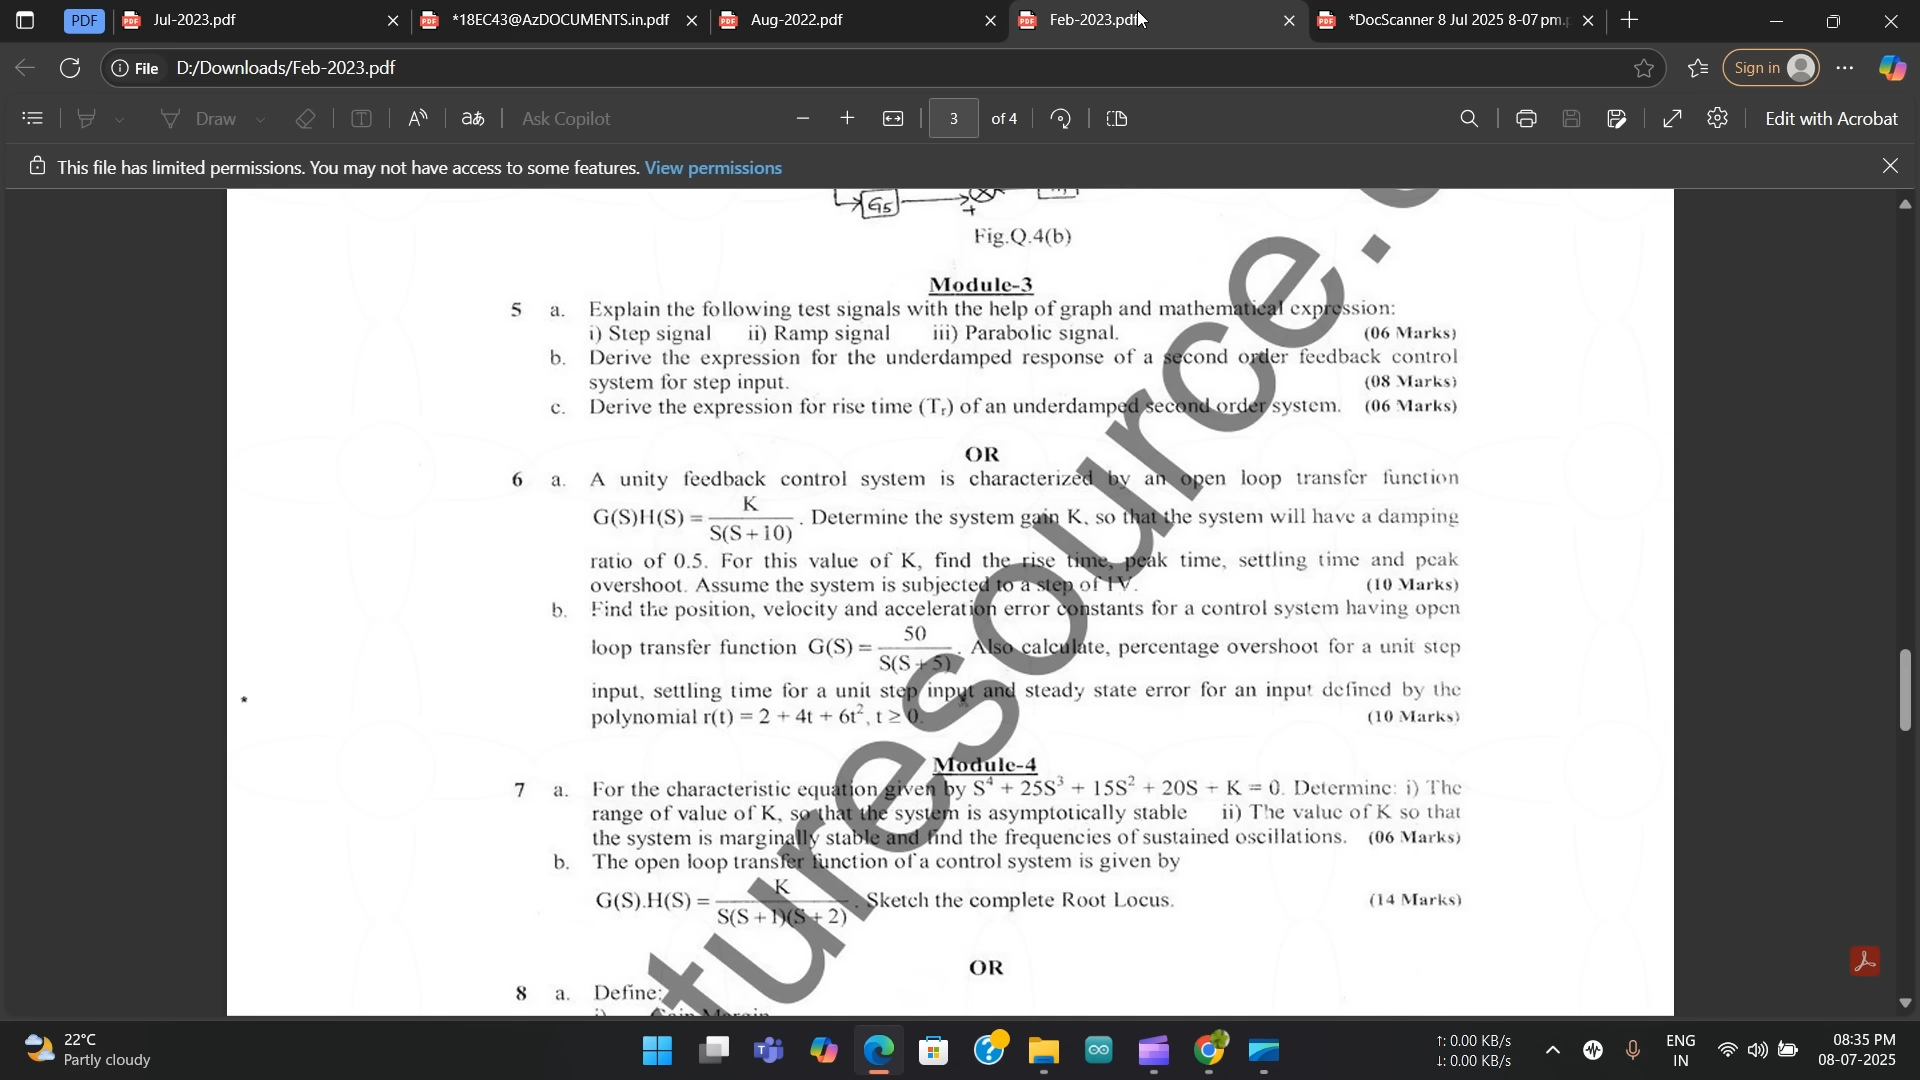 PDF Jul-2023.pdf *18EC43@AzDOCUMENTS.in.pdf Aug-2022.pdf Feb-2023.pdf *DocScanner 8 Jul 2025 8-07 pm.p
File D:/Downloads/Feb-2023.pdf Sign in
Draw Ask Copilot 3 of 4 Edit with Acrobat
This file has limited permissions. You may not have access to some features. View permissions
G5
+
Fig.Q.4(b)
Module-3
5 a. Explain the following test signals with the help of graph and mathematical expression:
i) Step signal ii) Ramp signal iii) Parabolic signal. (06 Marks)
b. Derive the expression for the underdamped response of a second order feedback control
system for step input. (08 Marks)
c. Derive the expression for rise time (Tr) of an underdamped second order system. (06 Marks)
OR
6 a. A unity feedback control system is characterized by an open loop transfer function
G(S)H(S) = K / S(S+10) . Determine the system gain K, so that the system will have a damping
ratio of 0.5. For this value of K, find the rise time, peak time, settling time and peak
overshoot. Assume the system is subjected to a step of 1V. (10 Marks)
b. Find the position, velocity and acceleration error constants for a control system having open
loop transfer function G(S) = 50 / S(S+5) . Also calculate, percentage overshoot for a unit step
input, settling time for a unit step input and steady state error for an input defined by the
polynomial r(t) = 2 + 4t + 6t², t ≥ 0. (10 Marks)
Module-4
7 a. For the characteristic equation given by S⁴ + 25S³ + 15S² + 20S + K = 0. Determine: i) The
range of value of K, so that the system is asymptotically stable ii) The value of K so that
the system is marginally stable and find the frequencies of sustained oscillations. (06 Marks)
b. The open loop transfer function of a control system is given by
G(S).H(S) = K / S(S+1)(S+2) . Sketch the complete Root Locus. (14 Marks)
OR
8 a. Define:
i) Gain Margin
turesource.
22°C
Partly cloudy
↑: 0.00 KB/s
↓: 0.00 KB/s
ENG
IN
08:35 PM
08-07-2025